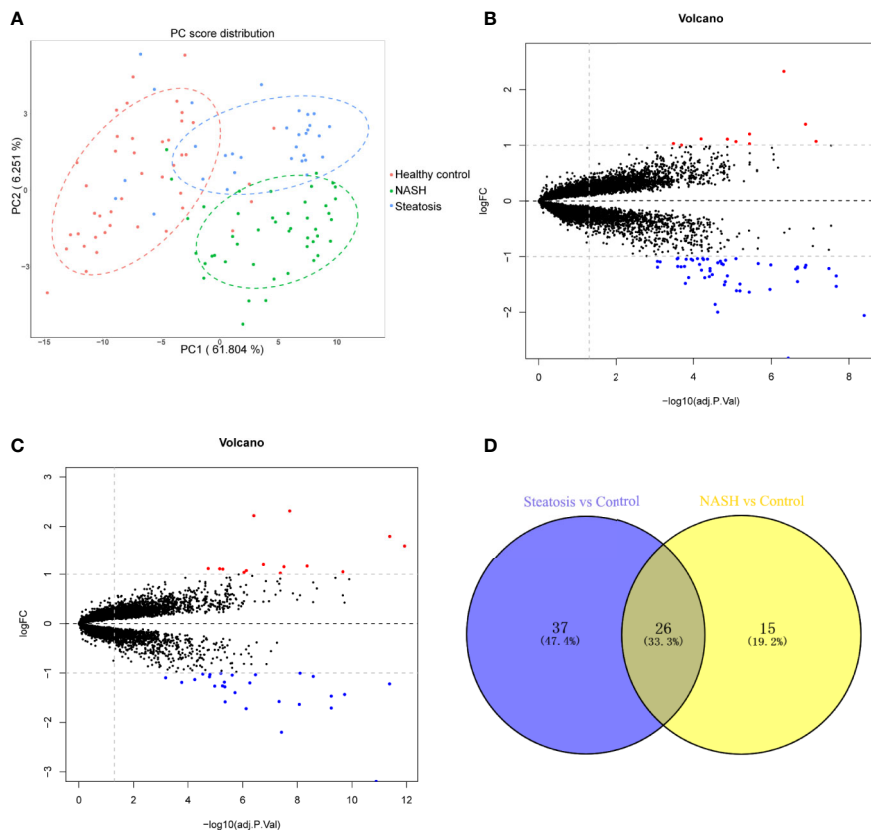 A
PC score distribution
PC2 ( 6.251 %)
3
0
−3
−15
−10
−5
0
5
10
PC1 ( 61.804 %)
Healthy control
NASH
Steatosis
B
Volcano
logFC
2
1
0
−1
−2
0
2
4
6
8
−log10(adj.P.Val)
C
Volcano
logFC
3
2
1
0
−1
−2
−3
0
2
4
6
8
10
12
−log10(adj.P.Val)
D
Steatosis vs Control
NASH vs Control
37
(47.4%)
26
(33.3%)
15
(19.2%)